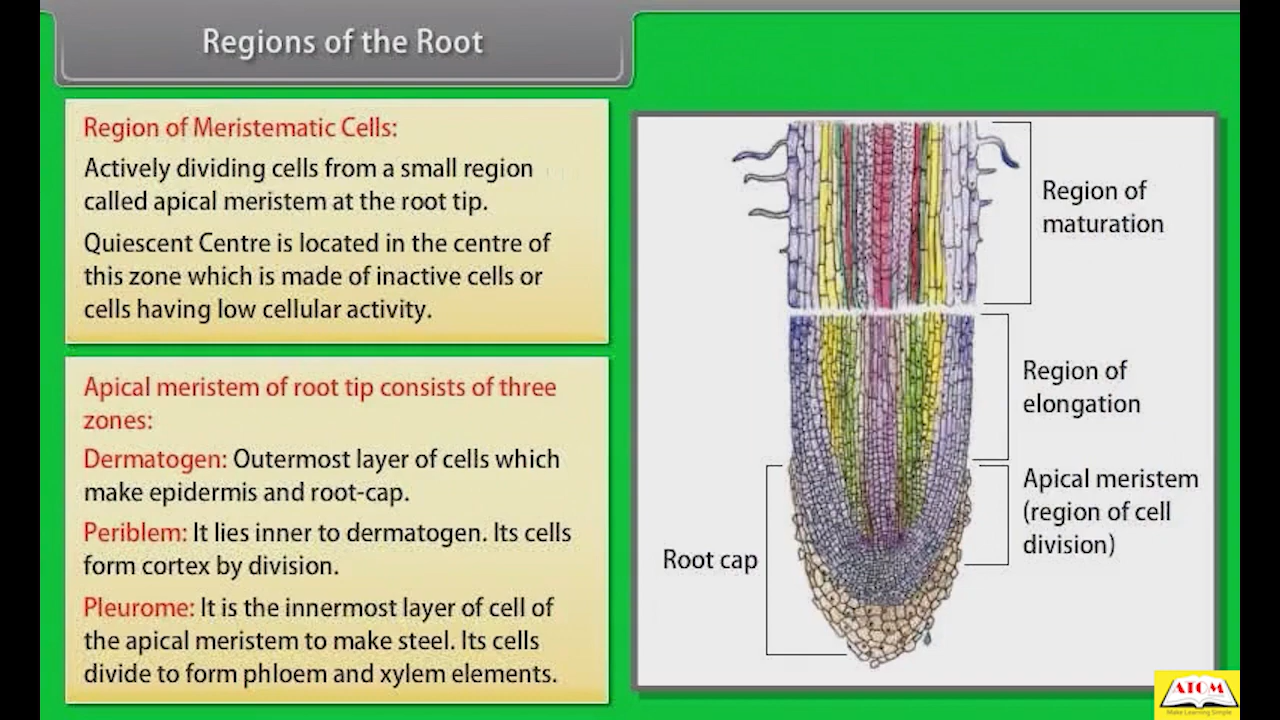 Regions of the Root
Region of Meristematic Cells:
Actively dividing cells from a small region
called apical meristem at the root tip.
Quiescent Centre is located in the centre of
this zone which is made of inactive cells or
cells having low cellular activity.
Apical meristem of root tip consists of three
zones:
Dermatogen: Outermost layer of cells which
make epidermis and root-cap.
Periblem: It lies inner to dermatogen. Its cells
form cortex by division.
Pleurome: It is the innermost layer of cell of
the apical meristem to make steel. Its cells
divide to form phloem and xylem elements.
Region of
maturation
Region of
elongation
Apical meristem
(region of cell
division)
Root cap
ATOM
Make Learning Simple